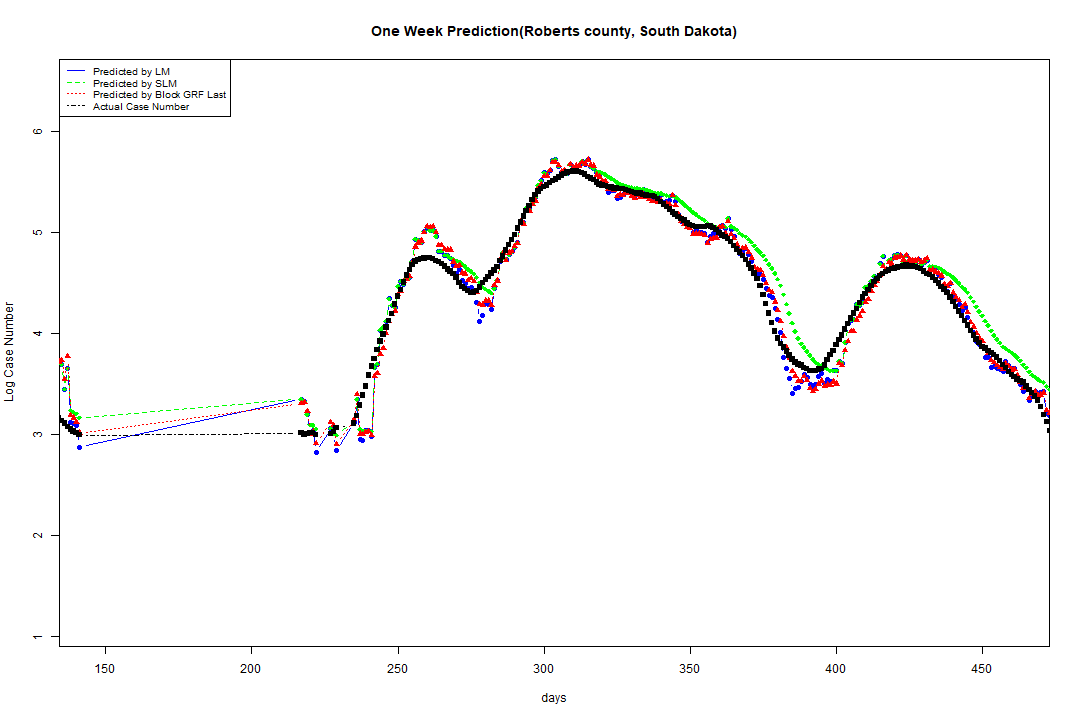 One Week Prediction(Roberts county, South Dakota)
Predicted by LM
Predicted by SLM
Predicted by Block GRF Last
Actual Case Number
6
5
4
3
2
1
Log Case Number
150 200 250 300 350 400 450
days